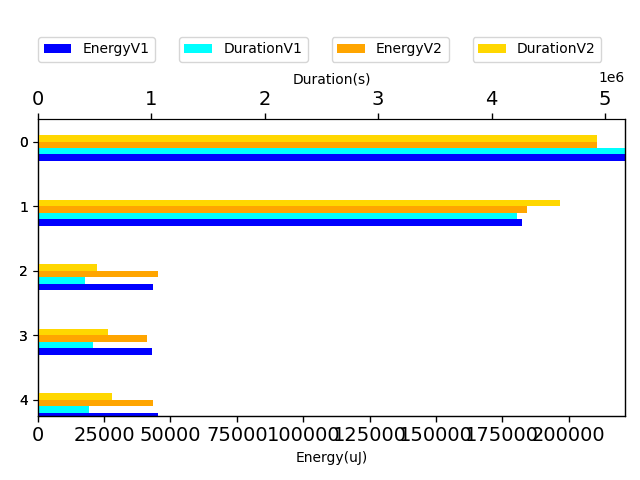 EnergyV1 DurationV1 EnergyV2 DurationV2
Duration(s)
1e6
0 1 2 3 4 5
0
1
2
3
4
0 25000 50000 75000 100000 125000 150000 175000 200000
Energy(uJ)